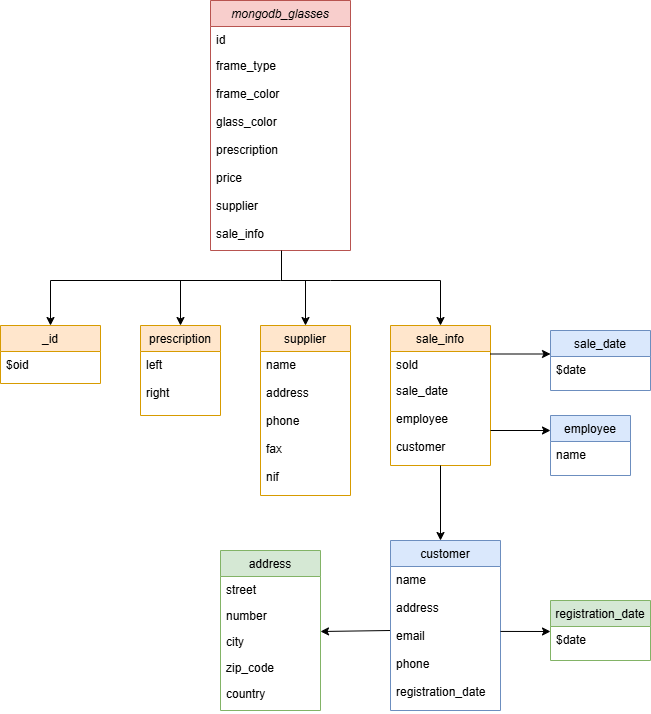 mongodb_glasses
id
frame_type
frame_color
glass_color
prescription
price
supplier
sale_info
_id
$oid
prescription
left
right
supplier
name
address
phone
fax
nif
sale_info
sold
sale_date
employee
customer
sale_date
$date
employee
name
address
street
number
city
zip_code
country
customer
name
address
email
phone
registration_date
registration_date
$date